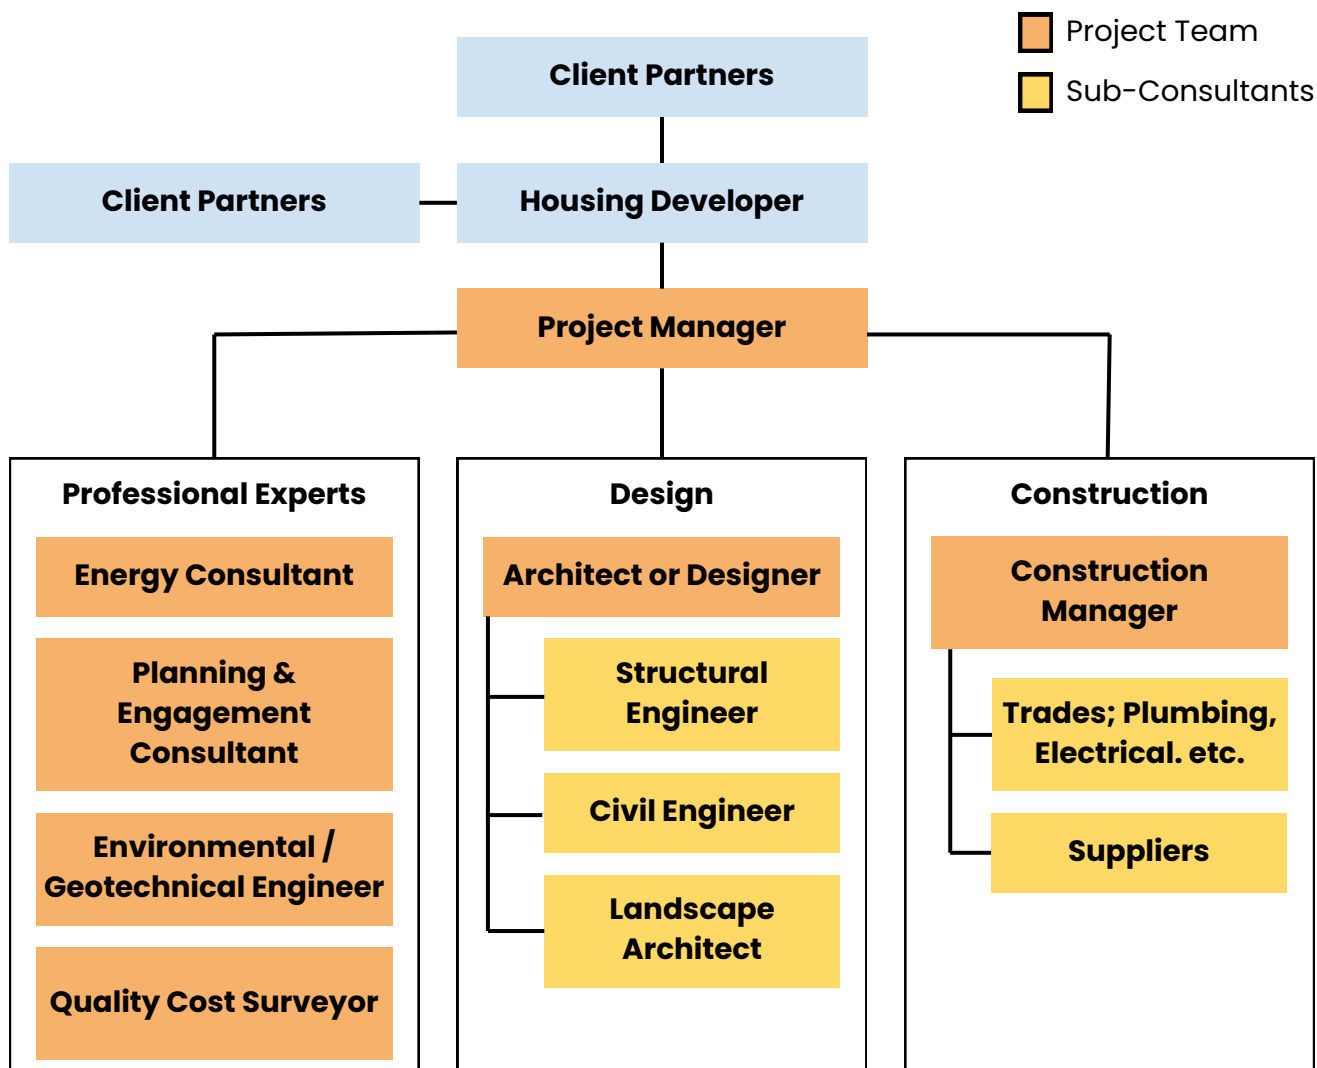 Project Team
Sub-Consultants
Client Partners
Client Partners
Housing Developer
Project Manager
Professional Experts
Energy Consultant
Planning &
Engagement
Consultant
Environmental /
Geotechnical Engineer
Quality Cost Surveyor
Design
Architect or Designer
Structural
Engineer
Civil Engineer
Landscape
Architect
Construction
Construction
Manager
Trades; Plumbing,
Electrical. etc.
Suppliers